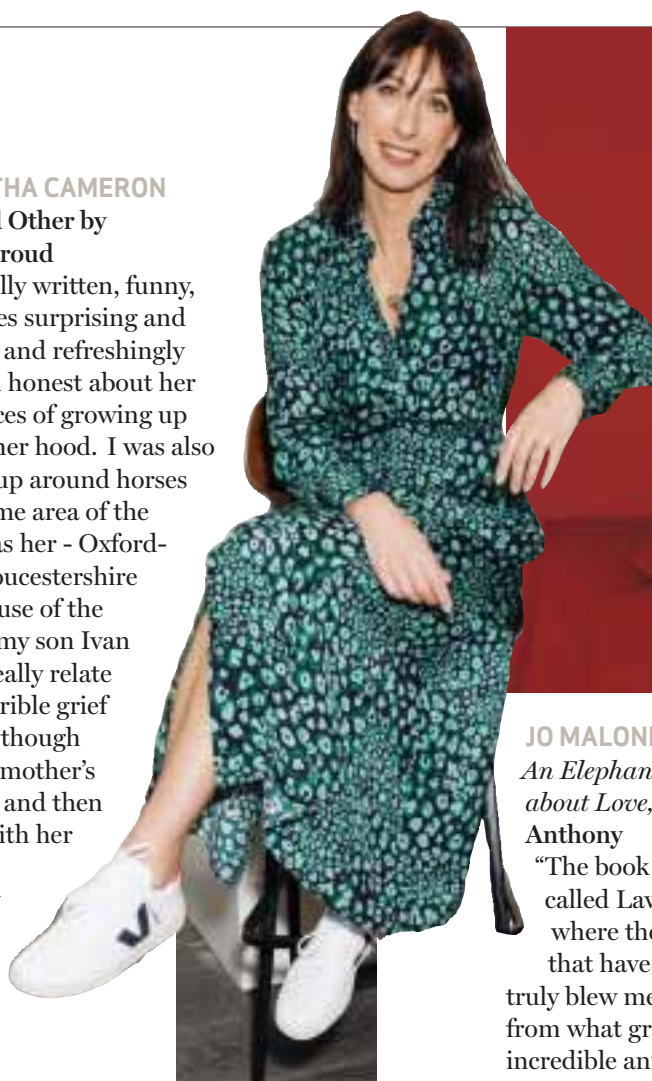 THA CAMERON
Other by
roud
lly written, funny,
es surprising and
and refreshingly
honest about her
ces of growing up
her hood. I was also
up around horses
me area of the
as her - Oxford-
oucestershire
use of the
my son Ivan
eally relate
rible grief
though
mother's
and then
ith her
JO MALON
An Elephan
about Love,
Anthony
“The book
called Law
where the
that have
truly blew me
from what gr
incredible an